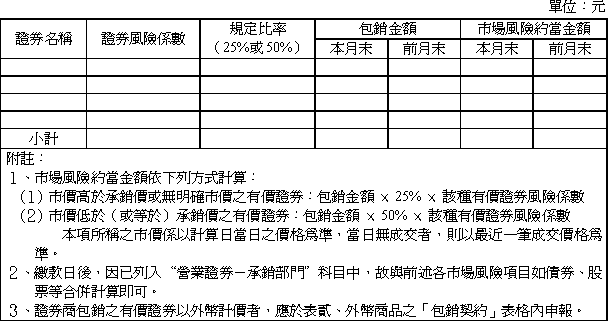 單位：元
證券名稱 證券風險係數 規定比率 包銷金額 市場風險約當金額
（25%或50%） 本月末 前月末 本月末 前月末
小計
附註：
１、市場風險約當金額依下列方式計算：
(１) 市價高於承銷價或無明確市價之有價證券：包銷金額 × 25% × 該種有價證券風險係數
(２) 市價低於（或等於）承銷價之有價證券：包銷金額 × 50% × 該種有價證券風險係數
本項所稱之市價係以計算日當日之價格為準，當日無成交者，則以最近一筆成交價格為
準。
２、繳款日後，因已列入“營業證券－承銷部門”科目中，故與前述各市場風險項目如債券、股
票等合併計算即可。
３、證券商包銷之有價證券以外幣計價者，應於表貳、外幣商品之「包銷契約」表格內申報。